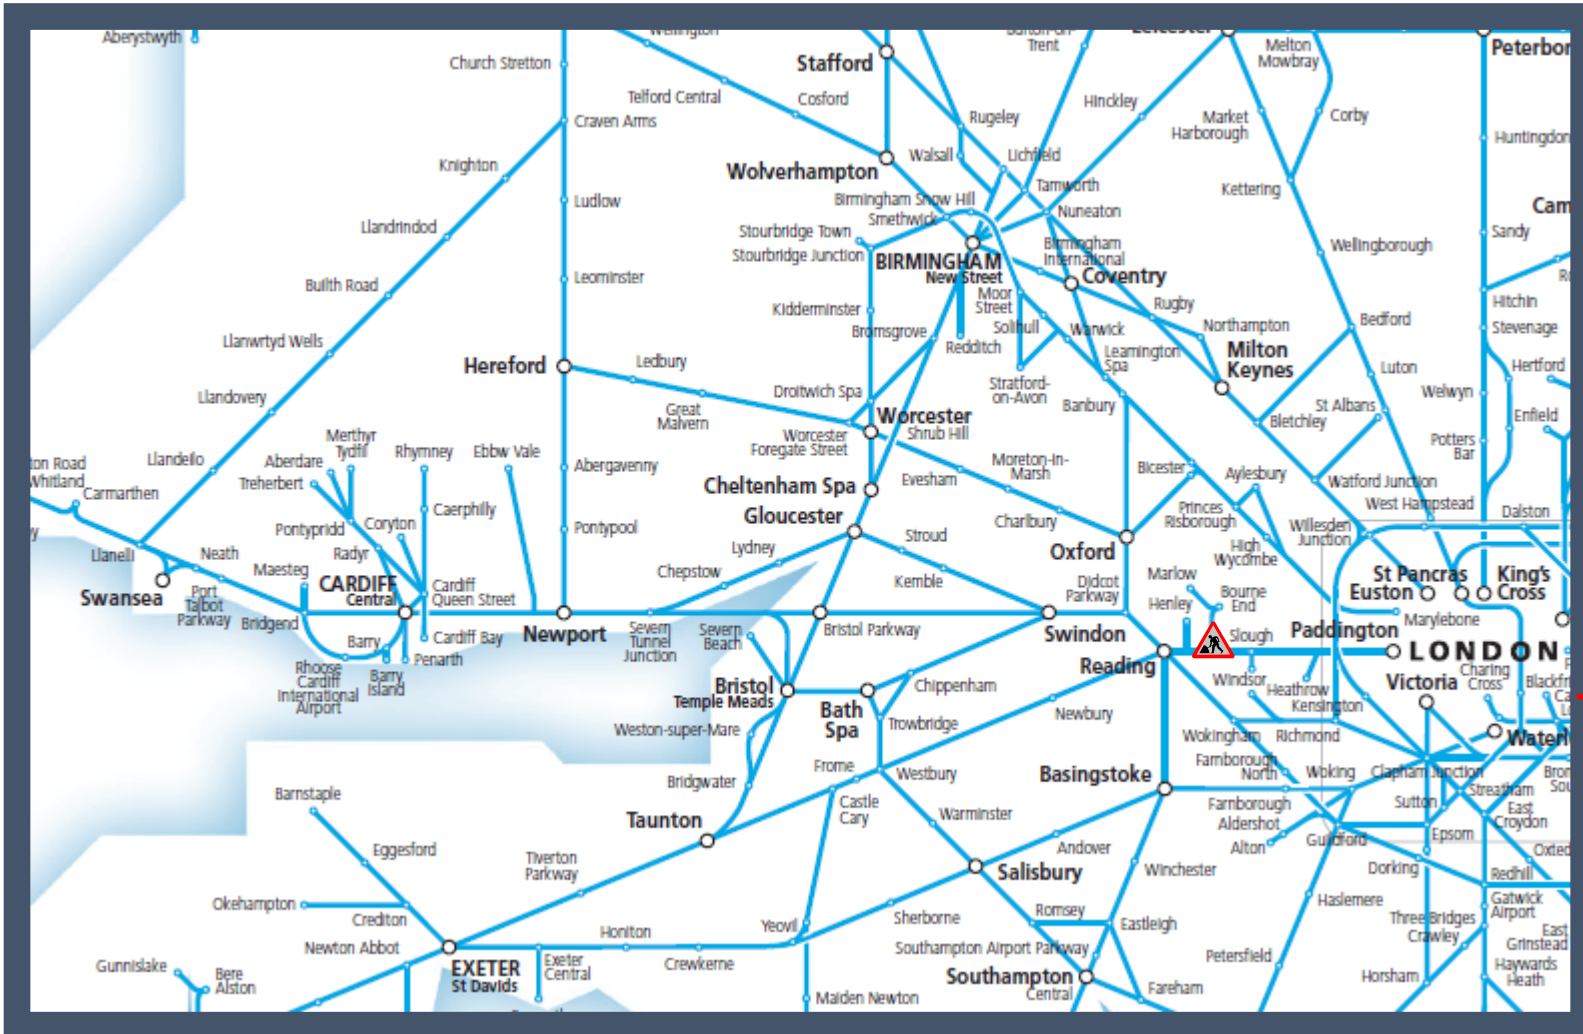 Aberystwyth
Church Stretton
Wellington
Stafford
Trent
Leicester
Melton
Mowbray
Telford Central
Cosford
Rugeley
Hinckley
Market
Harborough
Corby
Huntingdon
Craven Arms
Knighton
Wolverhampton
Walsall
Lichfield
Tamworth
Kettering
Ludlow
Birmingham Snow Hill
Smethwick
Nuneaton
Llandrindod
Stourbridge Town
Stourbridge Junction
BIRMINGHAM
New Street
Birmingham
International
Coventry
Wellingborough
Sandy
Leominster
Builth Road
Moor
Street
Rugby
Hitchin
Kidderminster
Bromsgrove
Redditch
Solihull
Warwick
Northampton
Bedford
Stevenage
Llanwrtyd Wells
Hereford
Ledbury
Leamington
Spa
Milton
Keynes
Luton
Hertford
Welwyn
Llandovery
Great
Malvern
Droitwich Spa
Stratford-
on-Avon
Banbury
St Albans
Bletchley
Enfield
Worcester
Shrub Hill
Worcester
Foregate Street
Merthyr
Tydfil
Rhymney
Ebbw Vale
Potters
Bar
ton Road
Whitland
Carmarthen
Llandeilo
Aberdare
Treherbert
Abergavenny
Evesham
Moreton-in-
Marsh
Bicester
Aylesbury
Watford Junction
Cheltenham Spa
Gloucester
Caerphilly
Pontypridd
Coryton
Pontypool
Charlbury
Princes
Risborough
West Hampstead
Dalston
Willesden
Junction
Llanelli
Neath
Radyr
Lydney
Stroud
Oxford
High
Wycombe
Swansea
Port
Talbot
Parkway
Maesteg
Bridgend
CARDIFF
Central
Cardiff
Queen Street
Chepstow
Kemble
Didcot
Parkway
Marlow
Henley
Bourne
End
St Pancras
Euston
King's
Cross
Marylebone
Barry
Cardiff Bay
Penarth
Newport
Severn
Tunnel
Junction
Severn
Beach
Bristol Parkway
Swindon
Reading
Slough
Paddington
LONDON
Rhoose
Cardiff
International
Airport
Barry
Island
Bristol
Temple Meads
Bath
Spa
Chippenham
Trowbridge
Newbury
Windsor
Heathrow
Kensington
Victoria
Charing
Cross
Weston-super-Mare
Wokingham
Richmond
Bridgwater
Frome
Westbury
Castle
Cary
Basingstoke
Farnborough
North
Woking
Clapham Junction
Barnstaple
Taunton
Warminster
Farnborough
Aldershot
Alton
Sutton
Streatham
East
Croydon
Epsom
Guildford
Eggesford
Tiverton
Parkway
Andover
Winchester
Dorking
Oxted
Redhill
Salisbury
Okehampton
Crediton
Newton Abbot
Honiton
Yeovil
Sherborne
Romsey
Eastleigh
Haslemere
Three Bridges
Crawley
Gatwick
Airport
East
Grinstead
Gunnislake
Bere
Alston
EXETER
St Davids
Exeter
Central
Crewkerne
Southampton Airport Parkway
Southampton
Central
Petersfield
Horsham
Haywards
Heath
Maiden Newton
Fareham